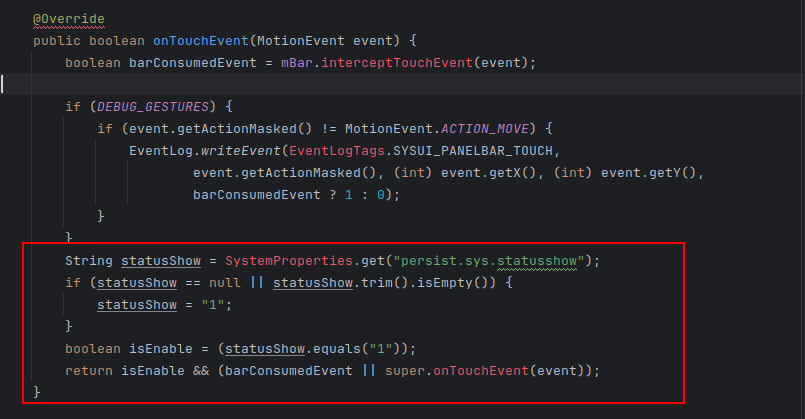 @Override
public boolean onTouchEvent(MotionEvent event) {
boolean barConsumedEvent = mBar.interceptTouchEvent(event);
if (DEBUG_GESTURES) {
if (event.getActionMasked() != MotionEvent.ACTION_MOVE) {
EventLog.writeEvent(EventLogTags.SYSUI_PANELBAR_TOUCH,
event.getActionMasked(), (int) event.getX(), (int) event.getY(),
barConsumedEvent ? 1 : 0);
}
}
String statusShow = SystemProperties.get("persist.sys.statusshow");
if (statusShow == null || statusShow.trim().isEmpty()) {
statusShow = "1";
}
boolean isEnable = (statusShow.equals("1"));
return isEnable && (barConsumedEvent || super.onTouchEvent(event));
}